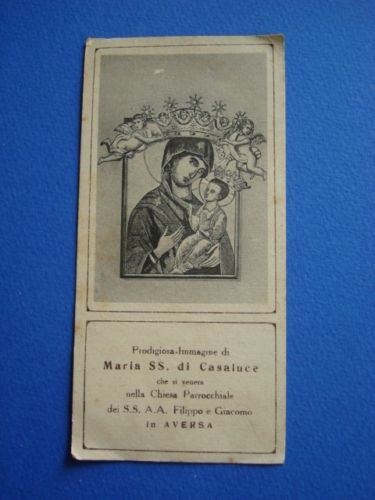 Prodigiosa-Immagine di
Maria SS. di Casaluce
che si venera
nella Chiesa Parrocchiale
dei S.S. A.A. Filippo e Giacomo
in AVERSA